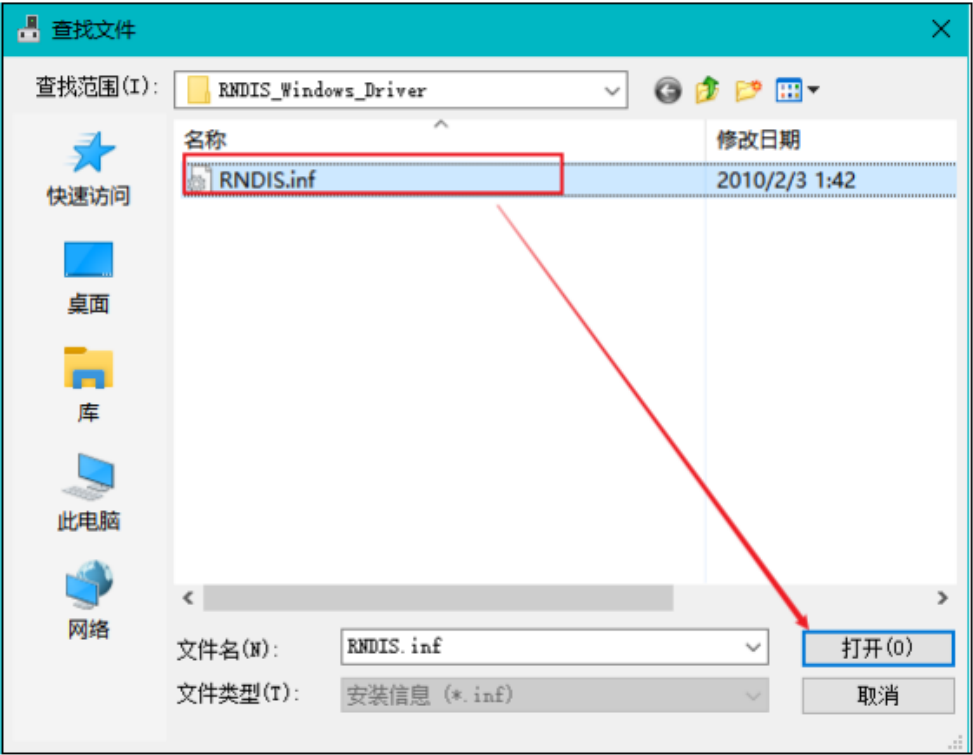 查找文件
查找范围(I): RNDIS_Windows_Driver
名称 修改日期
RNDIS.inf 2010/2/3 1:42
快速访问
桌面
库
此电脑
网络
文件名(N): RNDIS.inf 打开(O)
文件类型(T): 安装信息 (*.inf) 取消